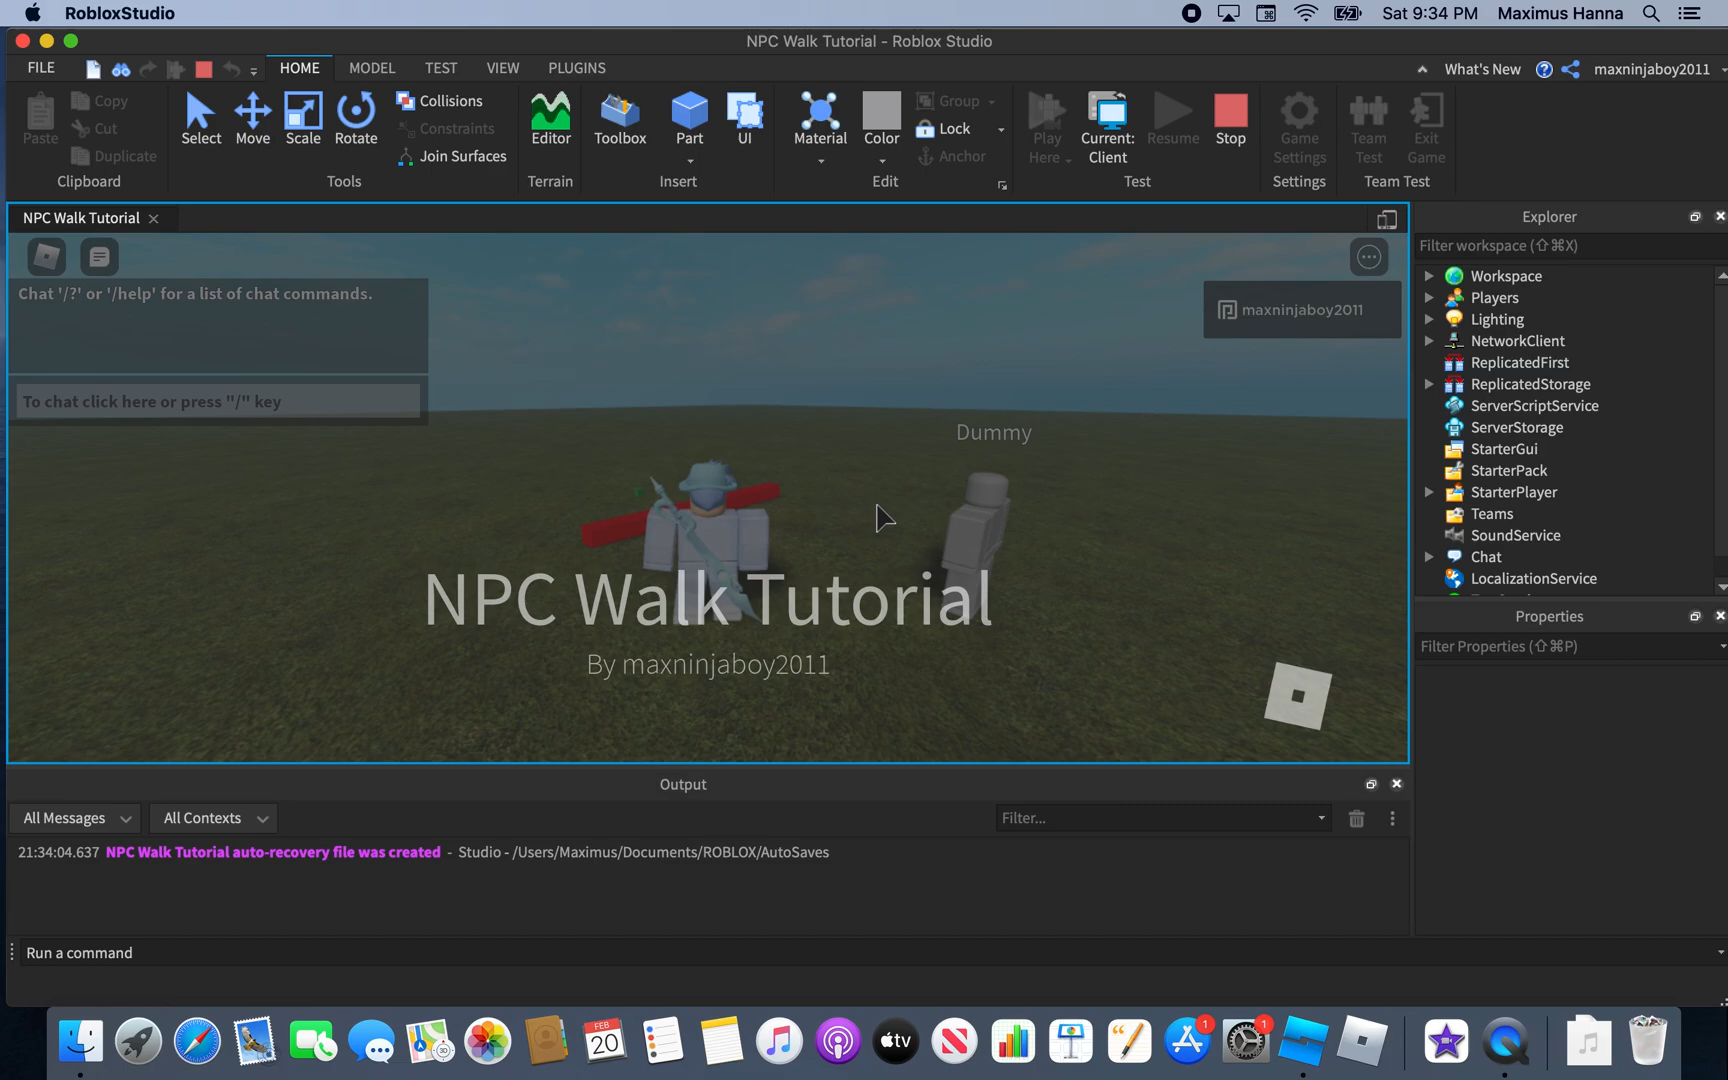 RobloxStudio
Sat 9:34 PM
Maximus Hanna
NPC Walk Tutorial - Roblox Studio
FILE
HOME
MODEL
TEST
VIEW
PLUGINS
What's New
maxninjaboy2011
Paste
Copy
Cut
Duplicate
Clipboard
Select
Move
Scale
Rotate
Collisions
Constraints
Join Surfaces
Tools
Editor
Terrain
Toolbox
Part
UI
Insert
Material
Color
Group
Lock
Anchor
Edit
Play
Here
Current:
Client
Resume
Stop
Test
Game
Settings
Settings
Team
Test
Exit
Game
Team Test
NPC Walk Tutorial
Chat '/?' or '/help' for a list of chat commands.
To chat click here or press "/" key
maxninjaboy2011
Dummy
NPC Walk Tutorial
By maxninjaboy2011
Explorer
Filter workspace (⇧⌘X)
Workspace
Players
Lighting
NetworkClient
ReplicatedFirst
ReplicatedStorage
ServerScriptService
ServerStorage
StarterGui
StarterPack
StarterPlayer
Teams
SoundService
Chat
LocalizationService
Properties
Filter Properties (⇧⌘P)
Output
All Messages
All Contexts
Filter...
21:34:04.637 NPC Walk Tutorial auto-recovery file was created - Studio - /Users/Maximus/Documents/ROBLOX/AutoSaves
Run a command
3D
FEB
20
tv
1
1